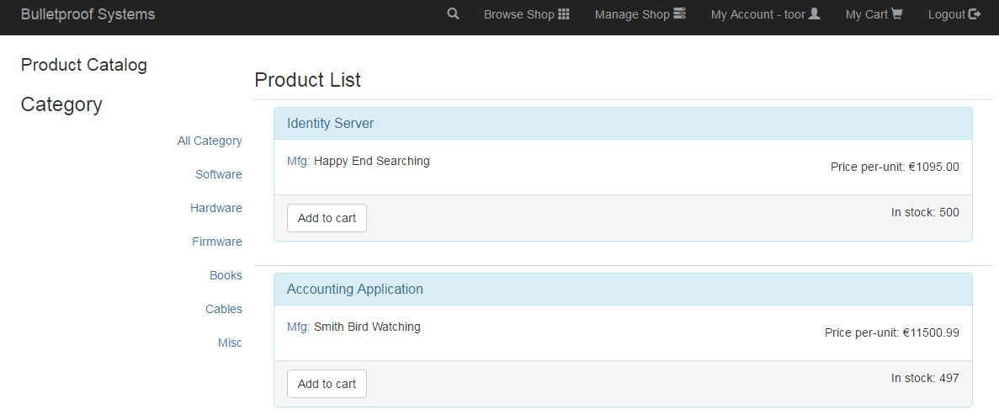 Bulletproof Systems
Browse Shop
Manage Shop
My Account - toor
My Cart
Logout
Product Catalog
Category
All Category
Software
Hardware
Firmware
Books
Cables
Misc
Product List
Identity Server
Mfg: Happy End Searching
Price per-unit: €1095.00
Add to cart
In stock: 500
Accounting Application
Mfg: Smith Bird Watching
Price per-unit: €11500.99
Add to cart
In stock: 497